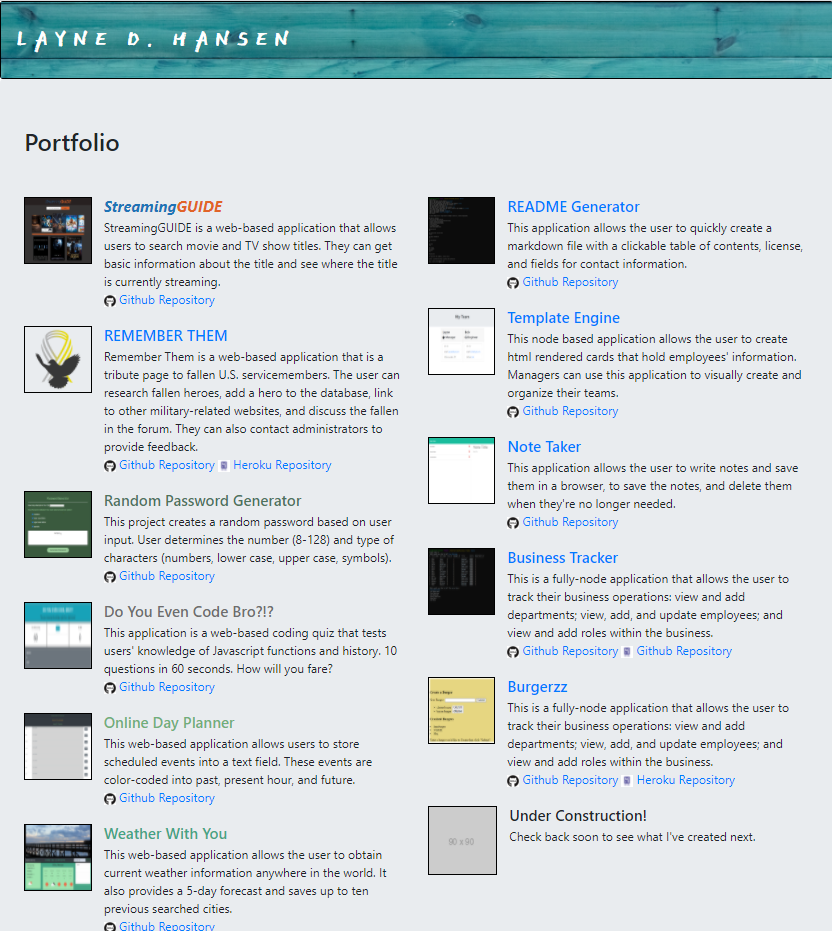 LAYNE D. HANSEN
Portfolio
StreamingGUIDE
StreamingGUIDE is a web-based application that allows
users to search movie and TV show titles. They can get
basic information about the title and see where the title
is currently streaming.
Github Repository
REMEMBER THEM
Remember Them is a web-based application that is a
tribute page to fallen U.S. servicemembers. The user can
research fallen heroes, add a hero to the database, link
to other military-related websites, and discuss the fallen
in the forum. They can also contact administrators to
provide feedback.
Github Repository Heroku Repository
Random Password Generator
This project creates a random password based on user
input. User determines the number (8-128) and type of
characters (numbers, lower case, upper case, symbols).
Github Repository
Do You Even Code Bro?!?
This application is a web-based coding quiz that tests
users' knowledge of Javascript functions and history. 10
questions in 60 seconds. How will you fare?
Github Repository
Online Day Planner
This web-based application allows users to store
scheduled events into a text field. These events are
color-coded into past, present hour, and future.
Github Repository
Weather With You
This web-based application allows the user to obtain
current weather information anywhere in the world. It
also provides a 5-day forecast and saves up to ten
previous searched cities.
Github Repository
README Generator
This application allows the user to quickly create a
markdown file with a clickable table of contents, license,
and fields for contact information.
Github Repository
My Team
Template Engine
This node based application allows the user to create
html rendered cards that hold employees' information.
Managers can use this application to visually create and
organize their teams.
Github Repository
Note Taker
This application allows the user to write notes and save
them in a browser, to save the notes, and delete them
when they're no longer needed.
Github Repository
Business Tracker
This is a fully-node application that allows the user to
track their business operations: view and add
departments; view, add, and update employees; and
view and add roles within the business.
Github Repository Github Repository
Burgerzz
This is a fully-node application that allows the user to
track their business operations: view and add
departments; view, add, and update employees; and
view and add roles within the business.
Github Repository Heroku Repository
90 x 90
Under Construction!
Check back soon to see what I've created next.